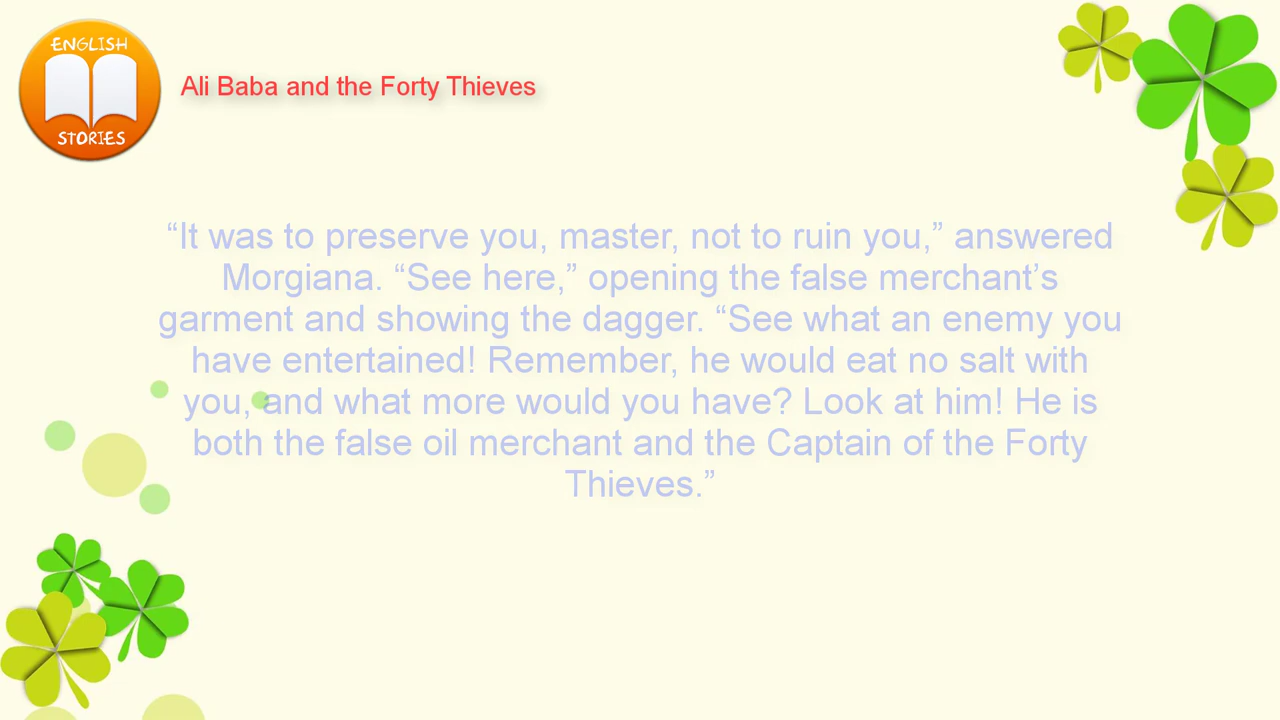 ENGLISH
STORIES
Ali Baba and the Forty Thieves
“It was to preserve you, master, not to ruin you,” answered
Morgiana. “See here,” opening the false merchant’s
garment and showing the dagger. “See what an enemy you
have entertained! Remember, he would eat no salt with
you, and what more would you have? Look at him! He is
both the false oil merchant and the Captain of the Forty
Thieves.”